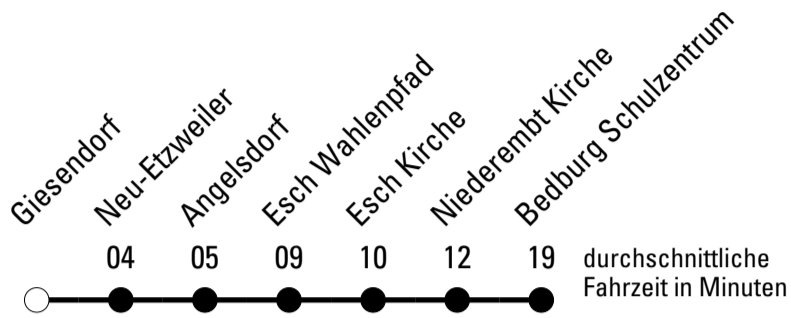 Giesendorf
Neu-Etzweiler
Angelsdorf
Esch Wahlenpfad
Esch Kirche
Niederembt Kirche
Bedburg Schulzentrum
04 05 09 10 12 19
durchschnittliche
Fahrzeit in Minuten